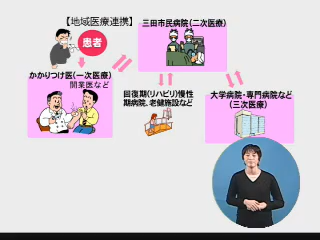 【地域医療連携】
患者
三田市民病院(二次医療)
かかりつけ医(一次医療)
開業医など
回復期(リハビリ)慢性
期病院、老健施設など
大学病院・専門病院など
(三次医療)